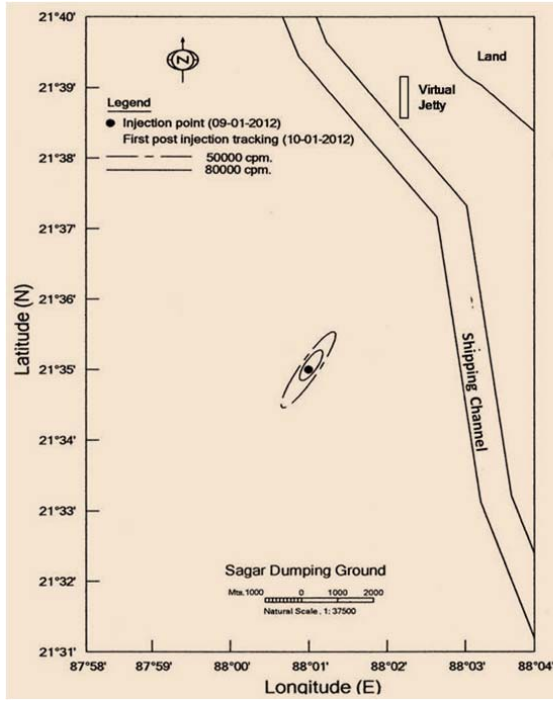 21°40'
21°39'
21°38'
21°37'
21°36'
21°35'
21°34'
21°33'
21°32'
21°31'
Latitude (N)
N
Legend
Injection point (09-01-2012)
First post injection tracking (10-01-2012)
50000 cpm.
80000 cpm.
Land
Virtual
Jetty
Shipping Channel
Sagar Dumping Ground
Mts.1000 0 1000 2000
Natural Scale. 1: 37500
87°58' 87°59' 88°00' 88°01' 88°02' 88°03' 88°04'
Longitude (E)